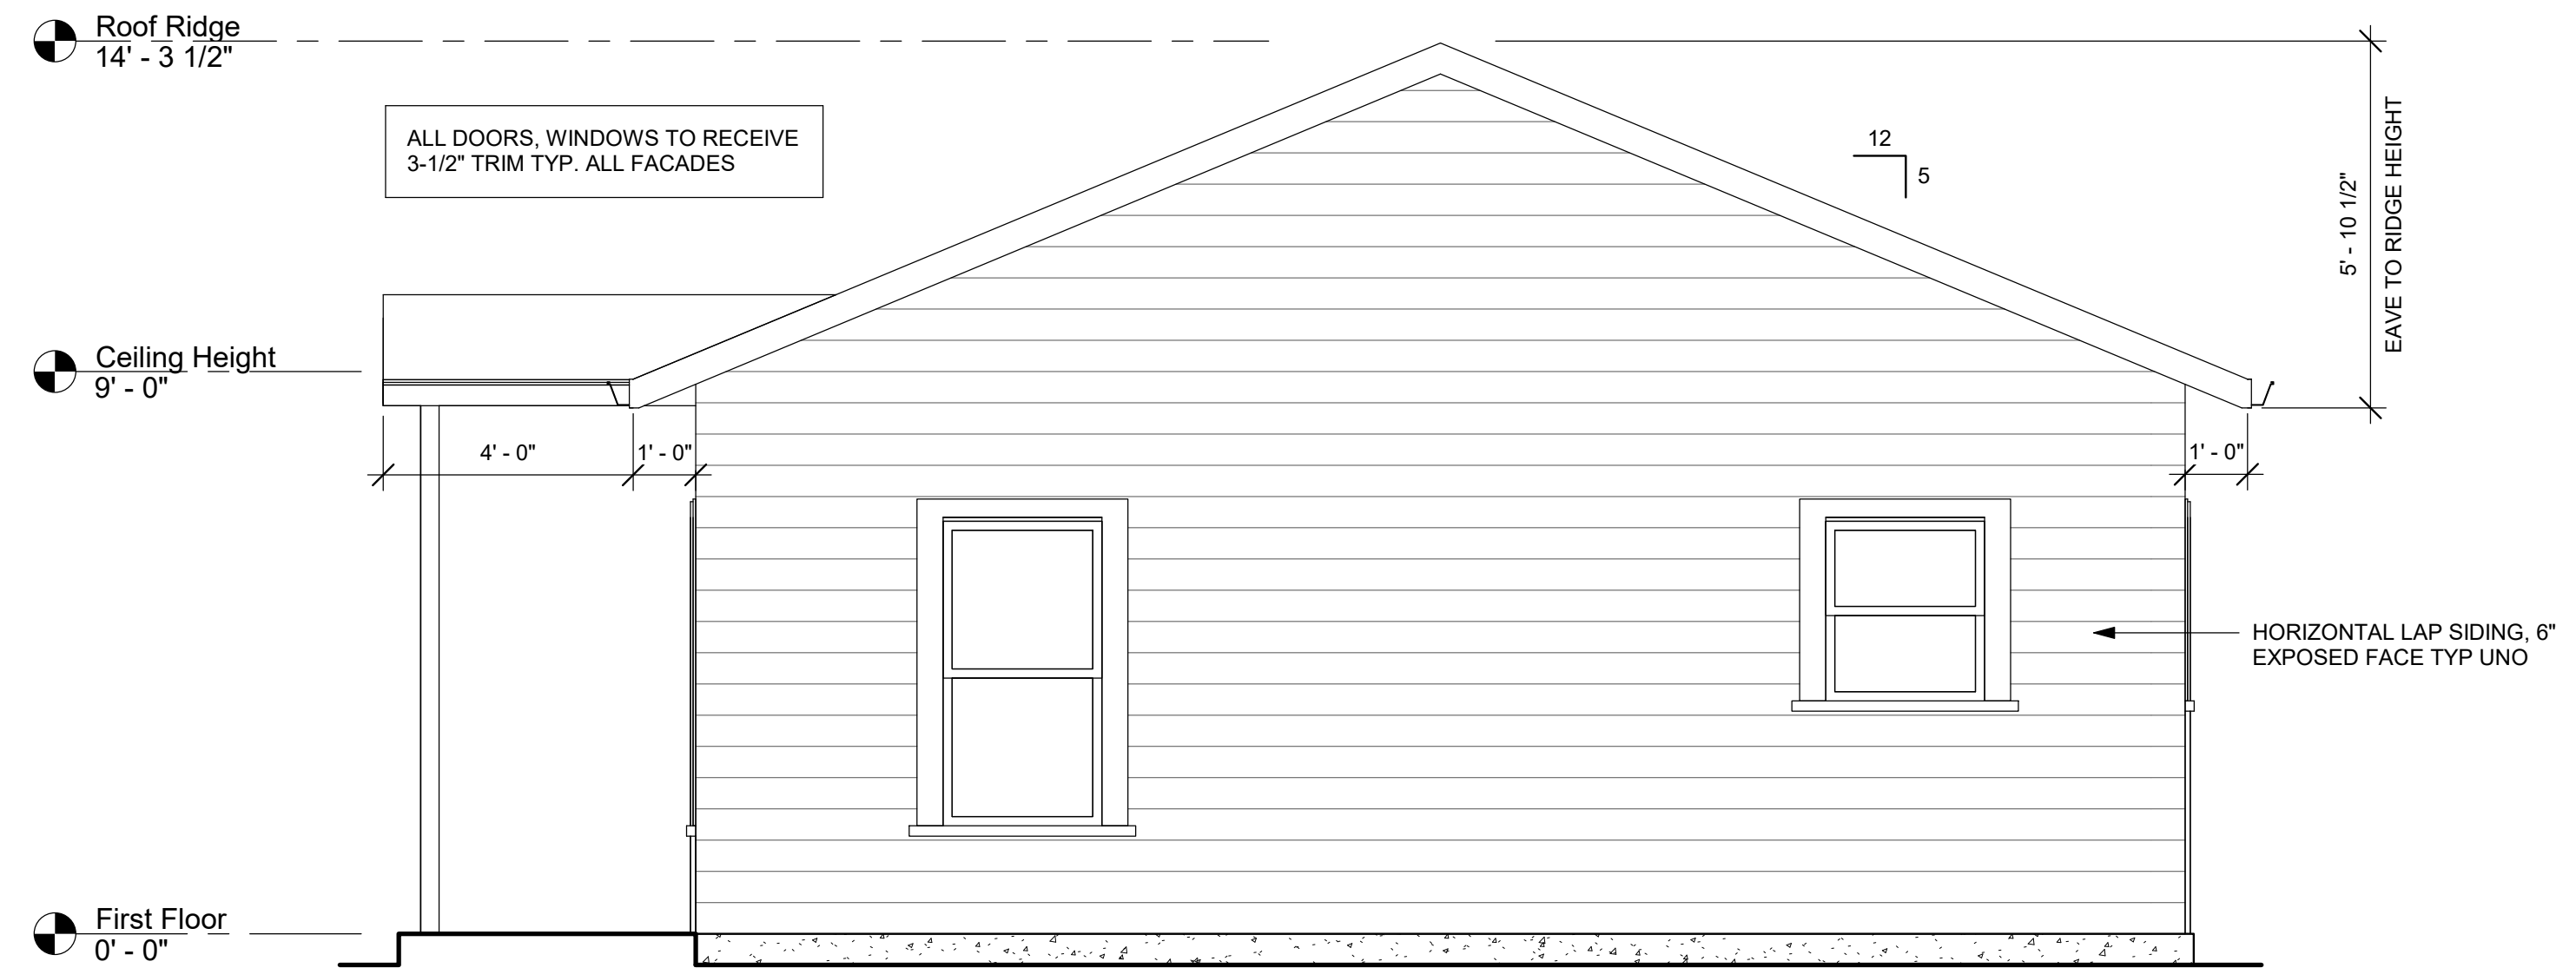 Roof Ridge
14' - 3 1/2"
ALL DOORS, WINDOWS TO RECEIVE
3-1/2" TRIM TYP. ALL FACADES
12
5
5' - 10 1/2"
EAVE TO RIDGE HEIGHT
Ceiling Height
9' - 0"
4' - 0"
1' - 0"
1' - 0"
HORIZONTAL LAP SIDING, 6"
EXPOSED FACE TYP UNO
First Floor
0' - 0"